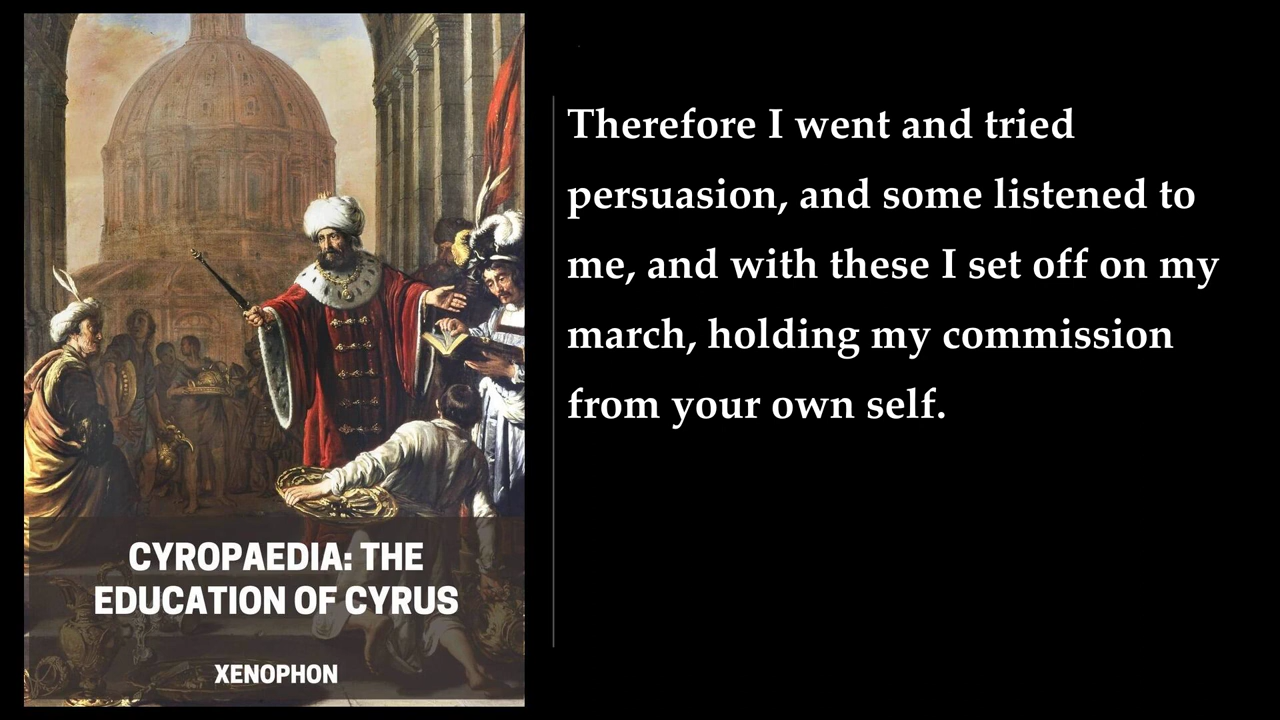 CYROPAEDIA: THE
EDUCATION OF CYRUS
XENOPHON
Therefore I went and tried
persuasion, and some listened to
me, and with these I set off on my
march, holding my commission
from your own self.